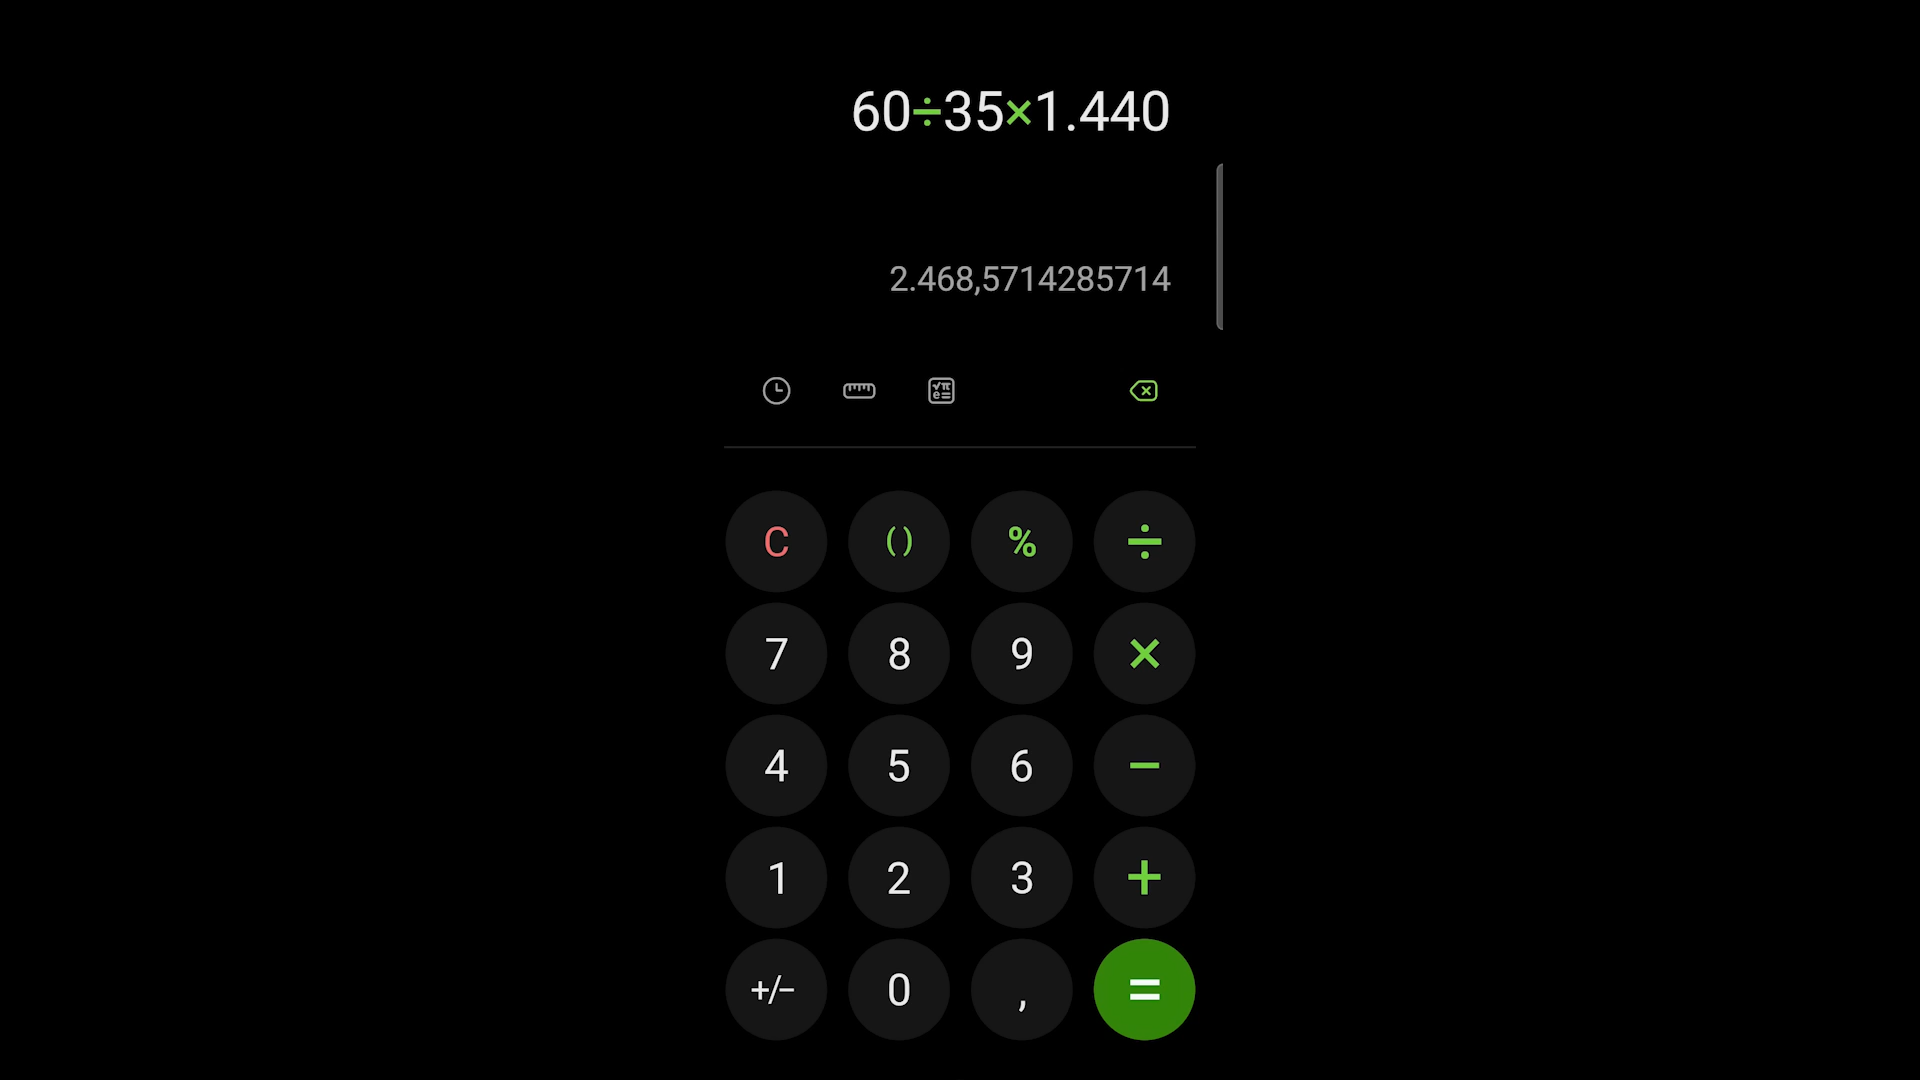 60÷35×1.440
2.468,5714285714
C ( ) % ÷
7 8 9 ×
4 5 6 −
1 2 3 +
+/− 0 , =